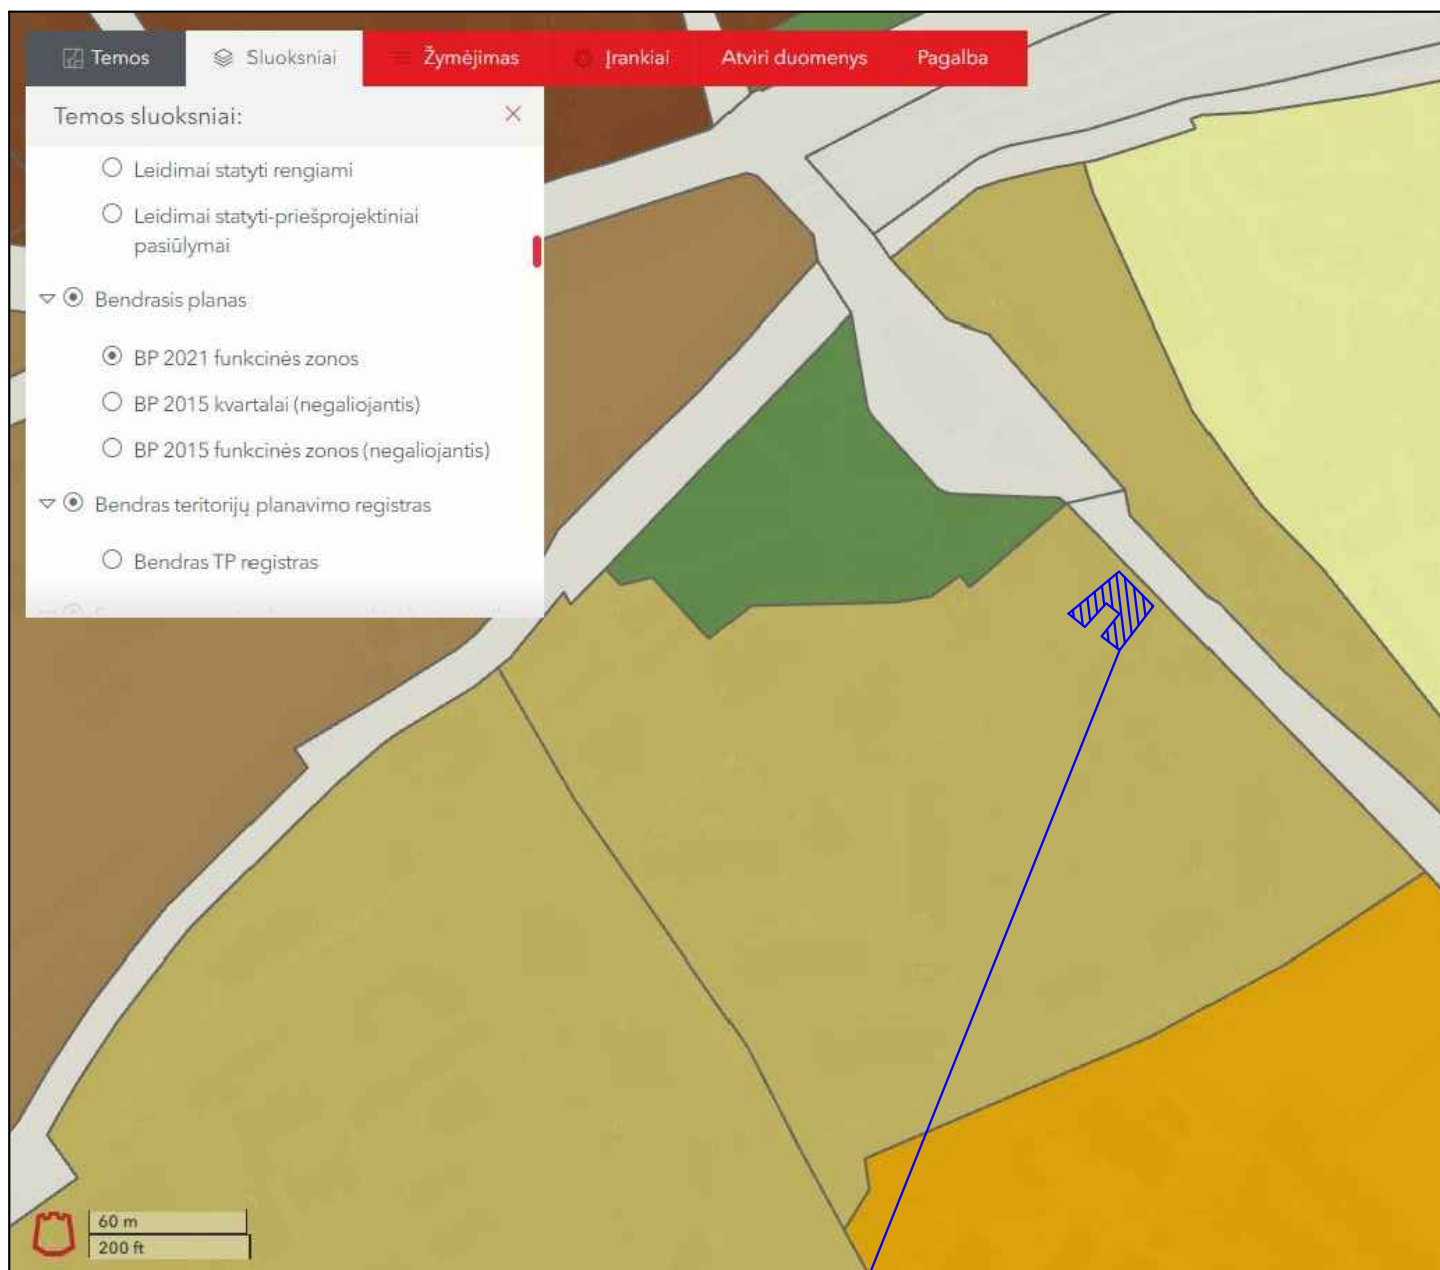 Temos
Sluoksniai
Žymėjimas
Įrankiai
Atviri duomenys
Pagalba
Temos sluoksniai:
Leidimai statyti rengiami
Leidimai statyti-priešprojektiniai
pasiūlymai
Bendrasis planas
BP 2021 funkcinės zonos
BP 2015 kvartalai (negaliojantis)
BP 2015 funkcinės zonos (negaliojantis)
Bendras teritorijų planavimo registras
Bendras TP registras
60 m
200 ft